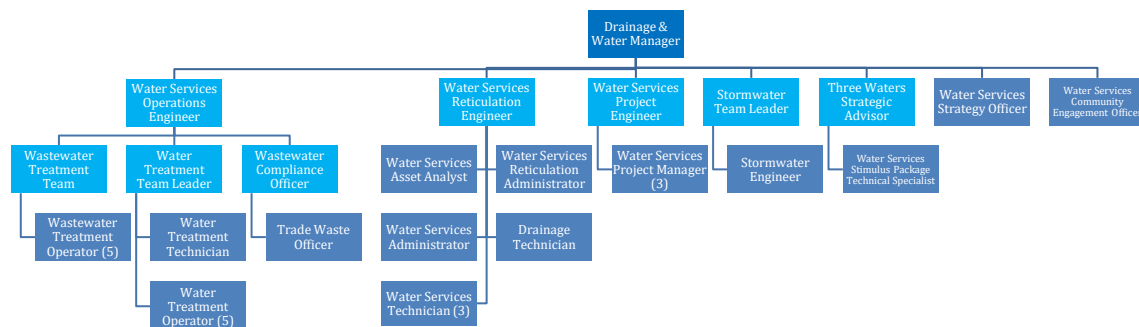 Drainage &
Water Manager
Water Services
Operations
Engineer
Water Services
Reticulation
Engineer
Water Services
Project
Engineer
Stormwater
Team Leader
Three Waters
Strategic
Advisor
Water Services
Strategy Officer
Water Services
Community
Engagement Officer
Wastewater
Treatment
Team
Water
Treatment
Team Leader
Wastewater
Compliance
Officer
Water Services
Asset Analyst
Water Services
Reticulation
Administrator
Water Services
Project Manager
(3)
Stormwater
Engineer
Water Services
Stimulus Package
Technical Specialist
Wastewater
Treatment
Operator (5)
Water
Treatment
Technician
Trade Waste
Officer
Water Services
Administrator
Drainage
Technician
Water
Treatment
Operator (5)
Water Services
Technician (3)